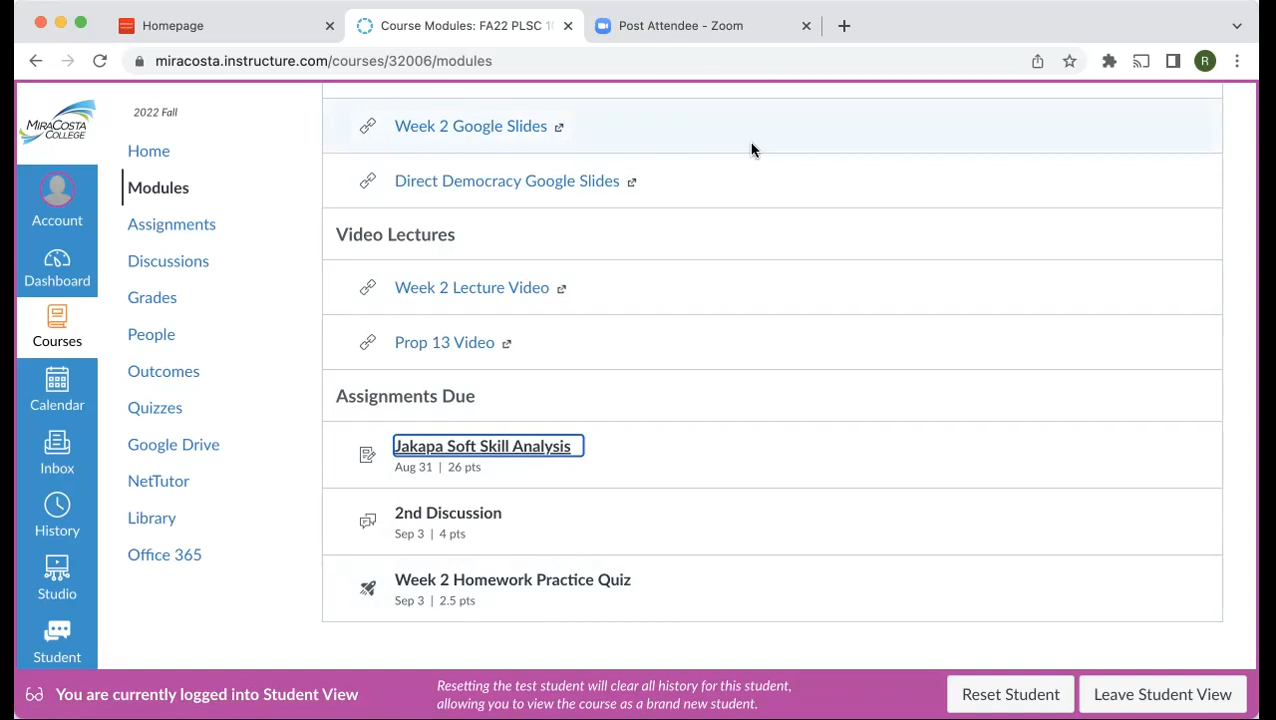 Homepage
Course Modules: FA22 PLSC 10
Post Attendee - Zoom
miracosta.instructure.com/courses/32006/modules
R
MIRACOSTA
COLLEGE
Account
Dashboard
Courses
Calendar
Inbox
History
Studio
Student
2022 Fall
Home
Modules
Assignments
Discussions
Grades
People
Outcomes
Quizzes
Google Drive
NetTutor
Library
Office 365
Week 2 Google Slides
Direct Democracy Google Slides
Video Lectures
Week 2 Lecture Video
Prop 13 Video
Assignments Due
Jakapa Soft Skill Analysis
Aug 31 | 26 pts
2nd Discussion
Sep 3 | 4 pts
Week 2 Homework Practice Quiz
Sep 3 | 2.5 pts
You are currently logged into Student View
Resetting the test student will clear all history for this student,
allowing you to view the course as a brand new student.
Reset Student
Leave Student View